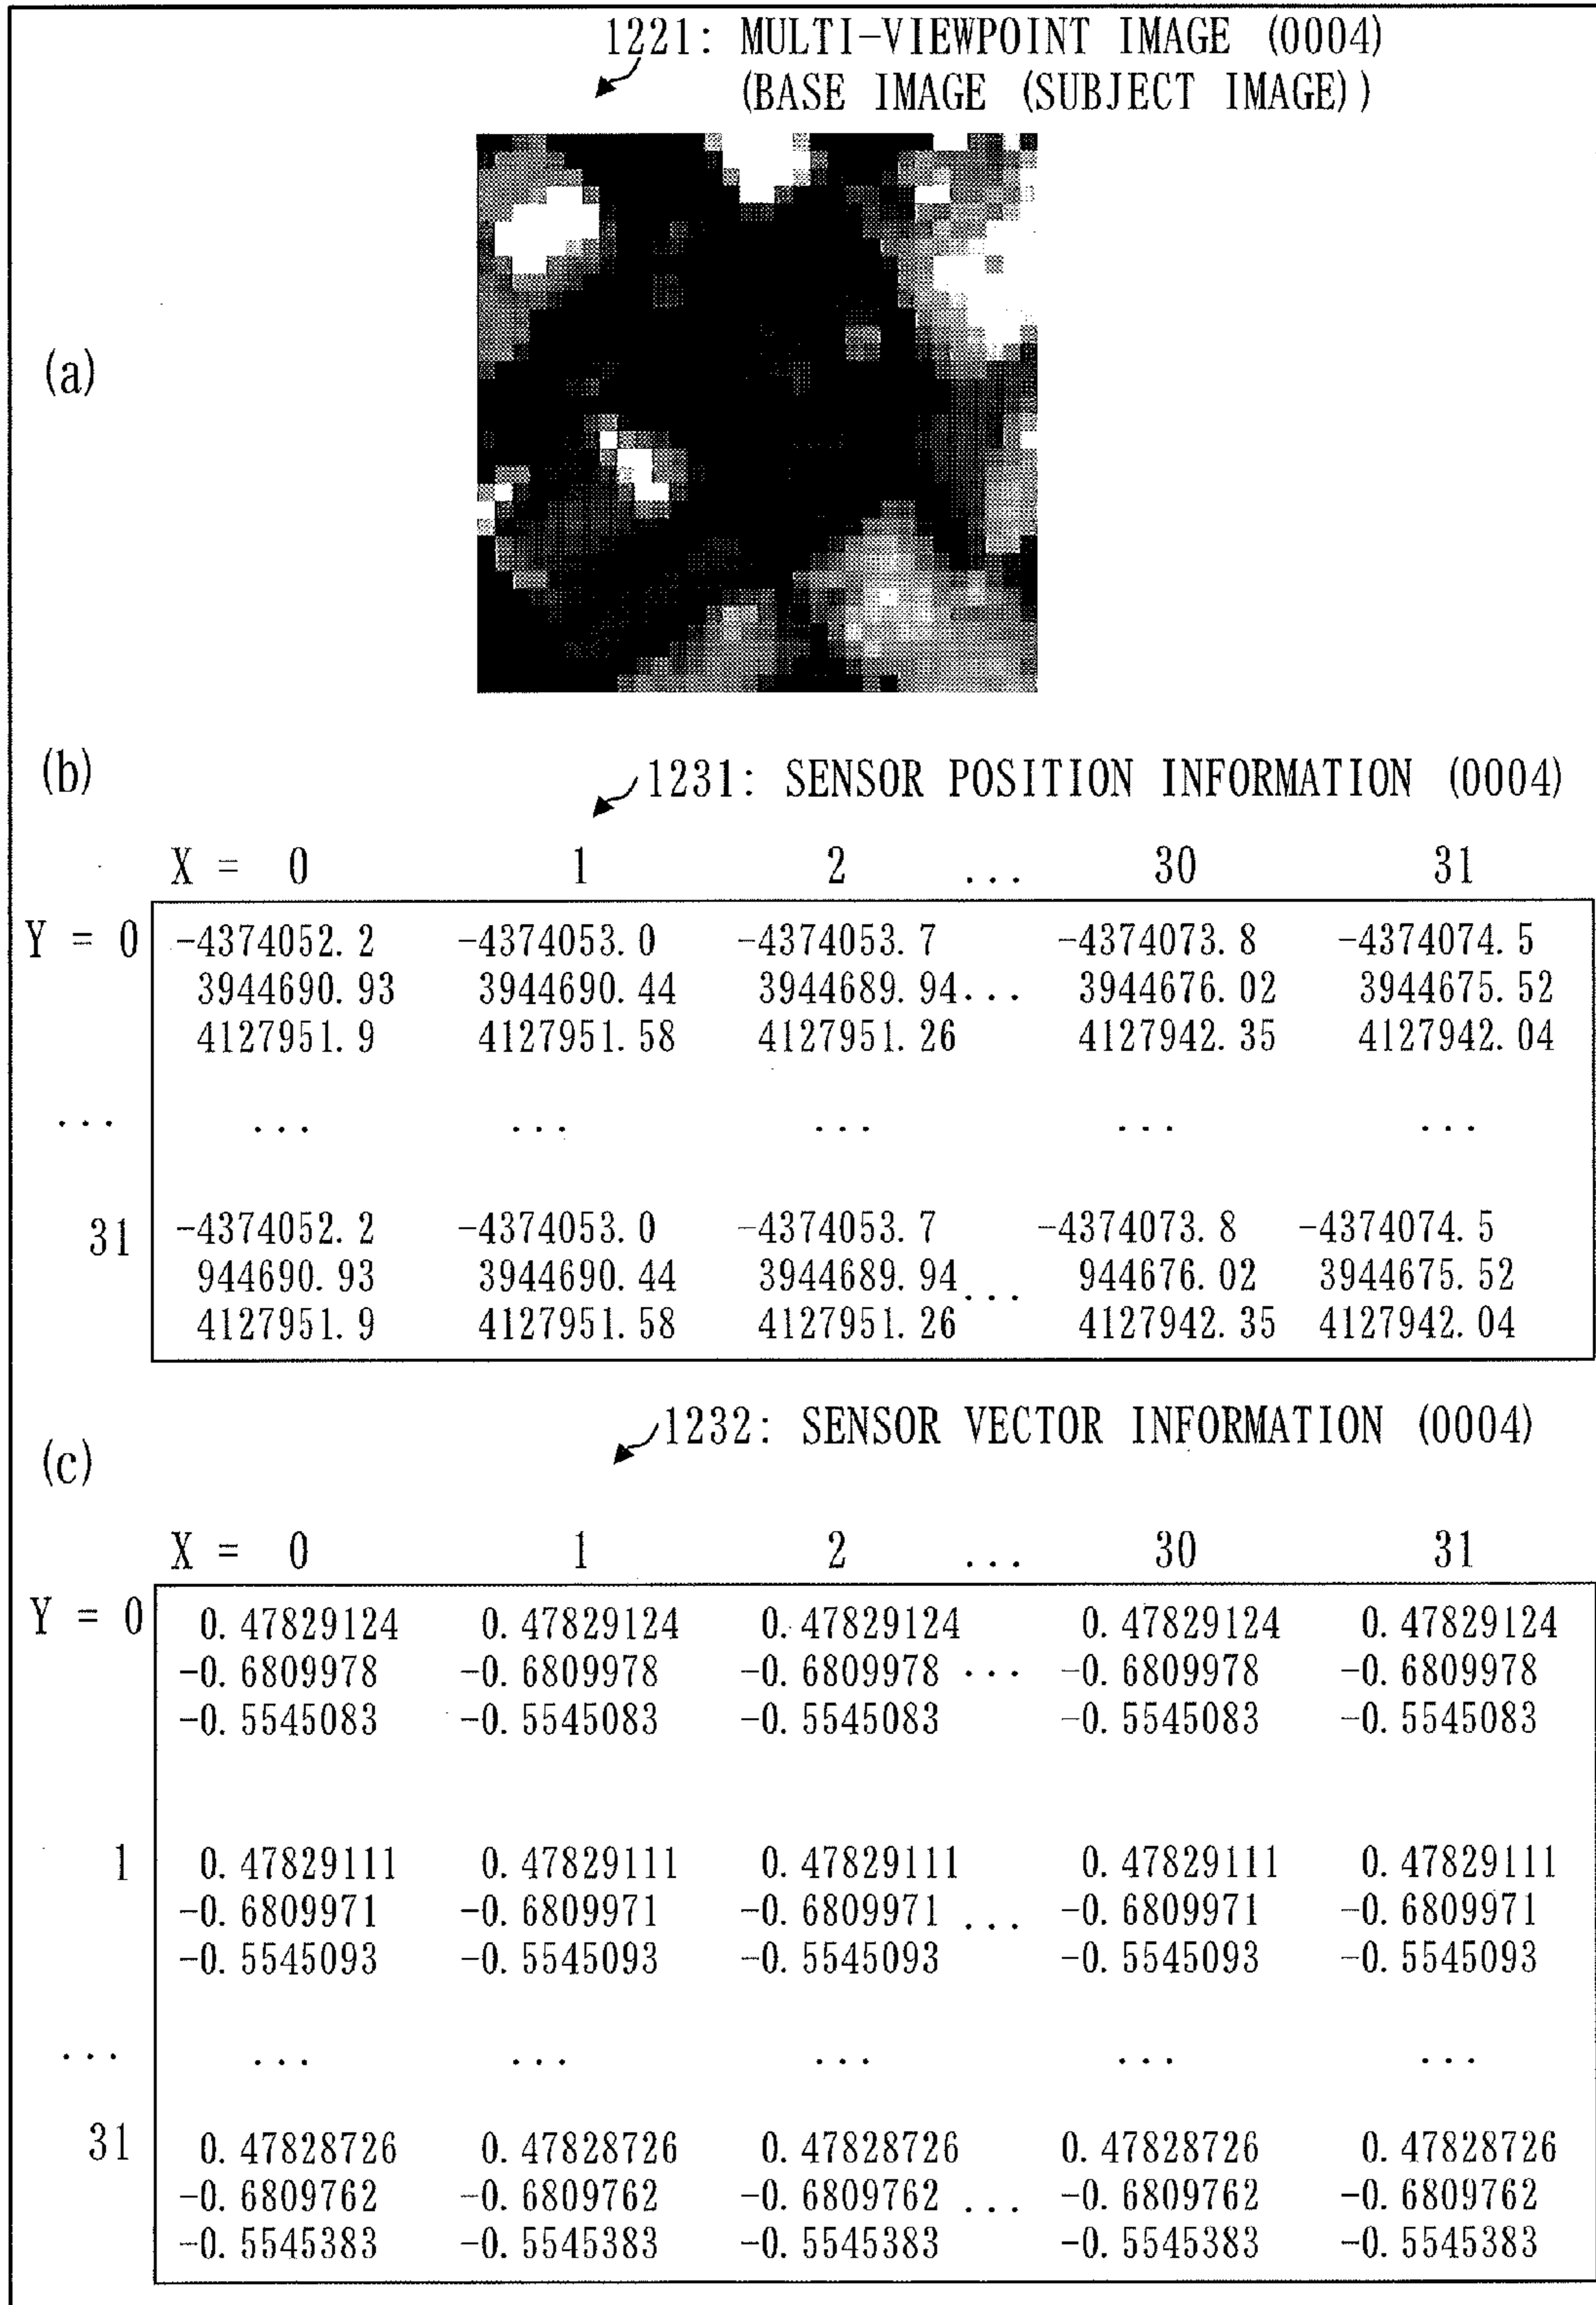 1221: MULTI-VIEWPOINT IMAGE (0004)
(BASE IMAGE (SUBJECT IMAGE))
(a)
(b)
1231: SENSOR POSITION INFORMATION (0004)
X = 0 1 2 ... 30 31
Y = 0 -4374052.2 -4374053.0 -4374053.7 -4374073.8 -4374074.5
3944690.93 3944690.44 3944689.94 ... 3944676.02 3944675.52
4127951.9 4127951.58 4127951.26 4127942.35 4127942.04
... ... ... ... ... ...
31 -4374052.2 -4374053.0 -4374053.7 -4374073.8 -4374074.5
944690.93 3944690.44 3944689.94 ... 944676.02 3944675.52
4127951.9 4127951.58 4127951.26 4127942.35 4127942.04
1232: SENSOR VECTOR INFORMATION (0004)
(c)
X = 0 1 2 ... 30 31
Y = 0 0.47829124 0.47829124 0.47829124 0.47829124 0.47829124
-0.6809978 -0.6809978 -0.6809978 ... -0.6809978 -0.6809978
-0.5545083 -0.5545083 -0.5545083 -0.5545083 -0.5545083
1 0.47829111 0.47829111 0.47829111 0.47829111 0.47829111
-0.6809971 -0.6809971 -0.6809971 ... -0.6809971 -0.6809971
-0.5545093 -0.5545093 -0.5545093 -0.5545093 -0.5545093
... ... ... ... ... ...
31 0.47828726 0.47828726 0.47828726 0.47828726 0.47828726
-0.6809762 -0.6809762 -0.6809762 ... -0.6809762 -0.6809762
-0.5545383 -0.5545383 -0.5545383 -0.5545383 -0.5545383